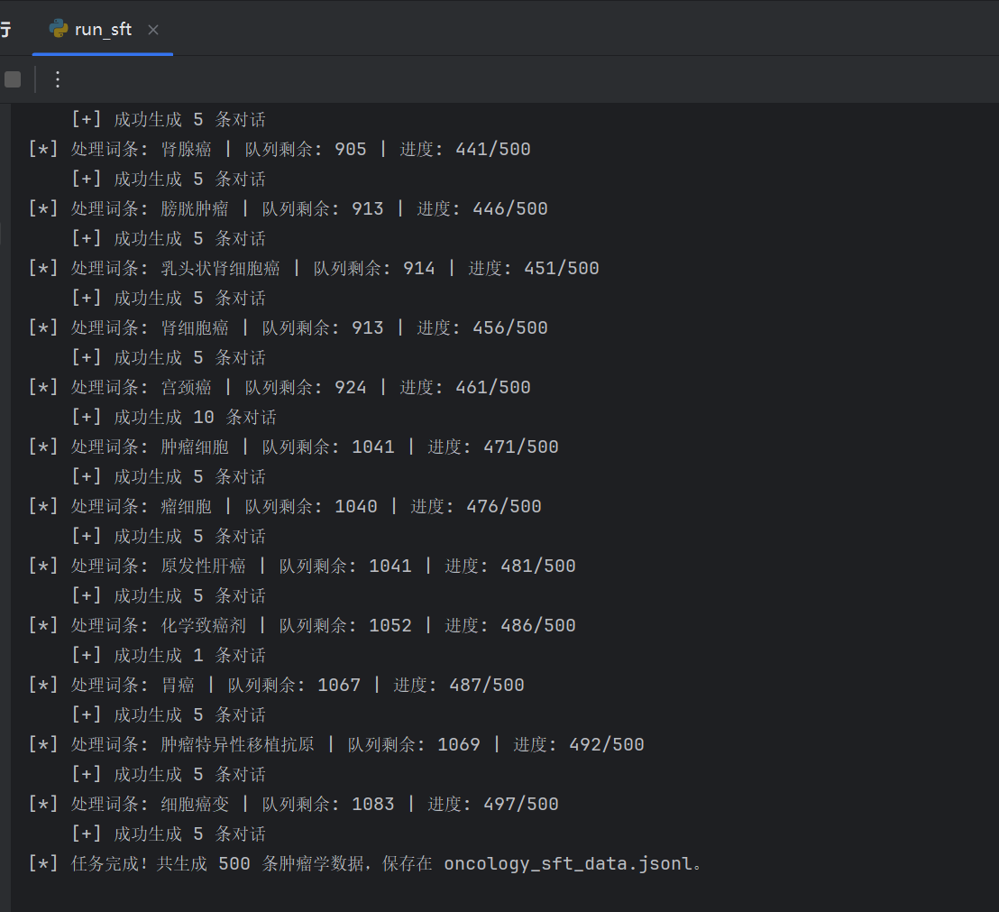 行
run_sft
[+] 成功生成 5 条对话
[*] 处理词条: 肾腺癌 | 队列剩余: 905 | 进度: 441/500
[+] 成功生成 5 条对话
[*] 处理词条: 膀胱肿瘤 | 队列剩余: 913 | 进度: 446/500
[+] 成功生成 5 条对话
[*] 处理词条: 乳头状肾细胞癌 | 队列剩余: 914 | 进度: 451/500
[+] 成功生成 5 条对话
[*] 处理词条: 肾细胞癌 | 队列剩余: 913 | 进度: 456/500
[+] 成功生成 5 条对话
[*] 处理词条: 宫颈癌 | 队列剩余: 924 | 进度: 461/500
[+] 成功生成 10 条对话
[*] 处理词条: 肿瘤细胞 | 队列剩余: 1041 | 进度: 471/500
[+] 成功生成 5 条对话
[*] 处理词条: 瘤细胞 | 队列剩余: 1040 | 进度: 476/500
[+] 成功生成 5 条对话
[*] 处理词条: 原发性肝癌 | 队列剩余: 1041 | 进度: 481/500
[+] 成功生成 5 条对话
[*] 处理词条: 化学致癌剂 | 队列剩余: 1052 | 进度: 486/500
[+] 成功生成 1 条对话
[*] 处理词条: 胃癌 | 队列剩余: 1067 | 进度: 487/500
[+] 成功生成 5 条对话
[*] 处理词条: 肿瘤特异性移植抗原 | 队列剩余: 1069 | 进度: 492/500
[+] 成功生成 5 条对话
[*] 处理词条: 细胞癌变 | 队列剩余: 1083 | 进度: 497/500
[+] 成功生成 5 条对话
[*] 任务完成! 共生成 500 条肿瘤学数据，保存在 oncology_sft_data.jsonl。